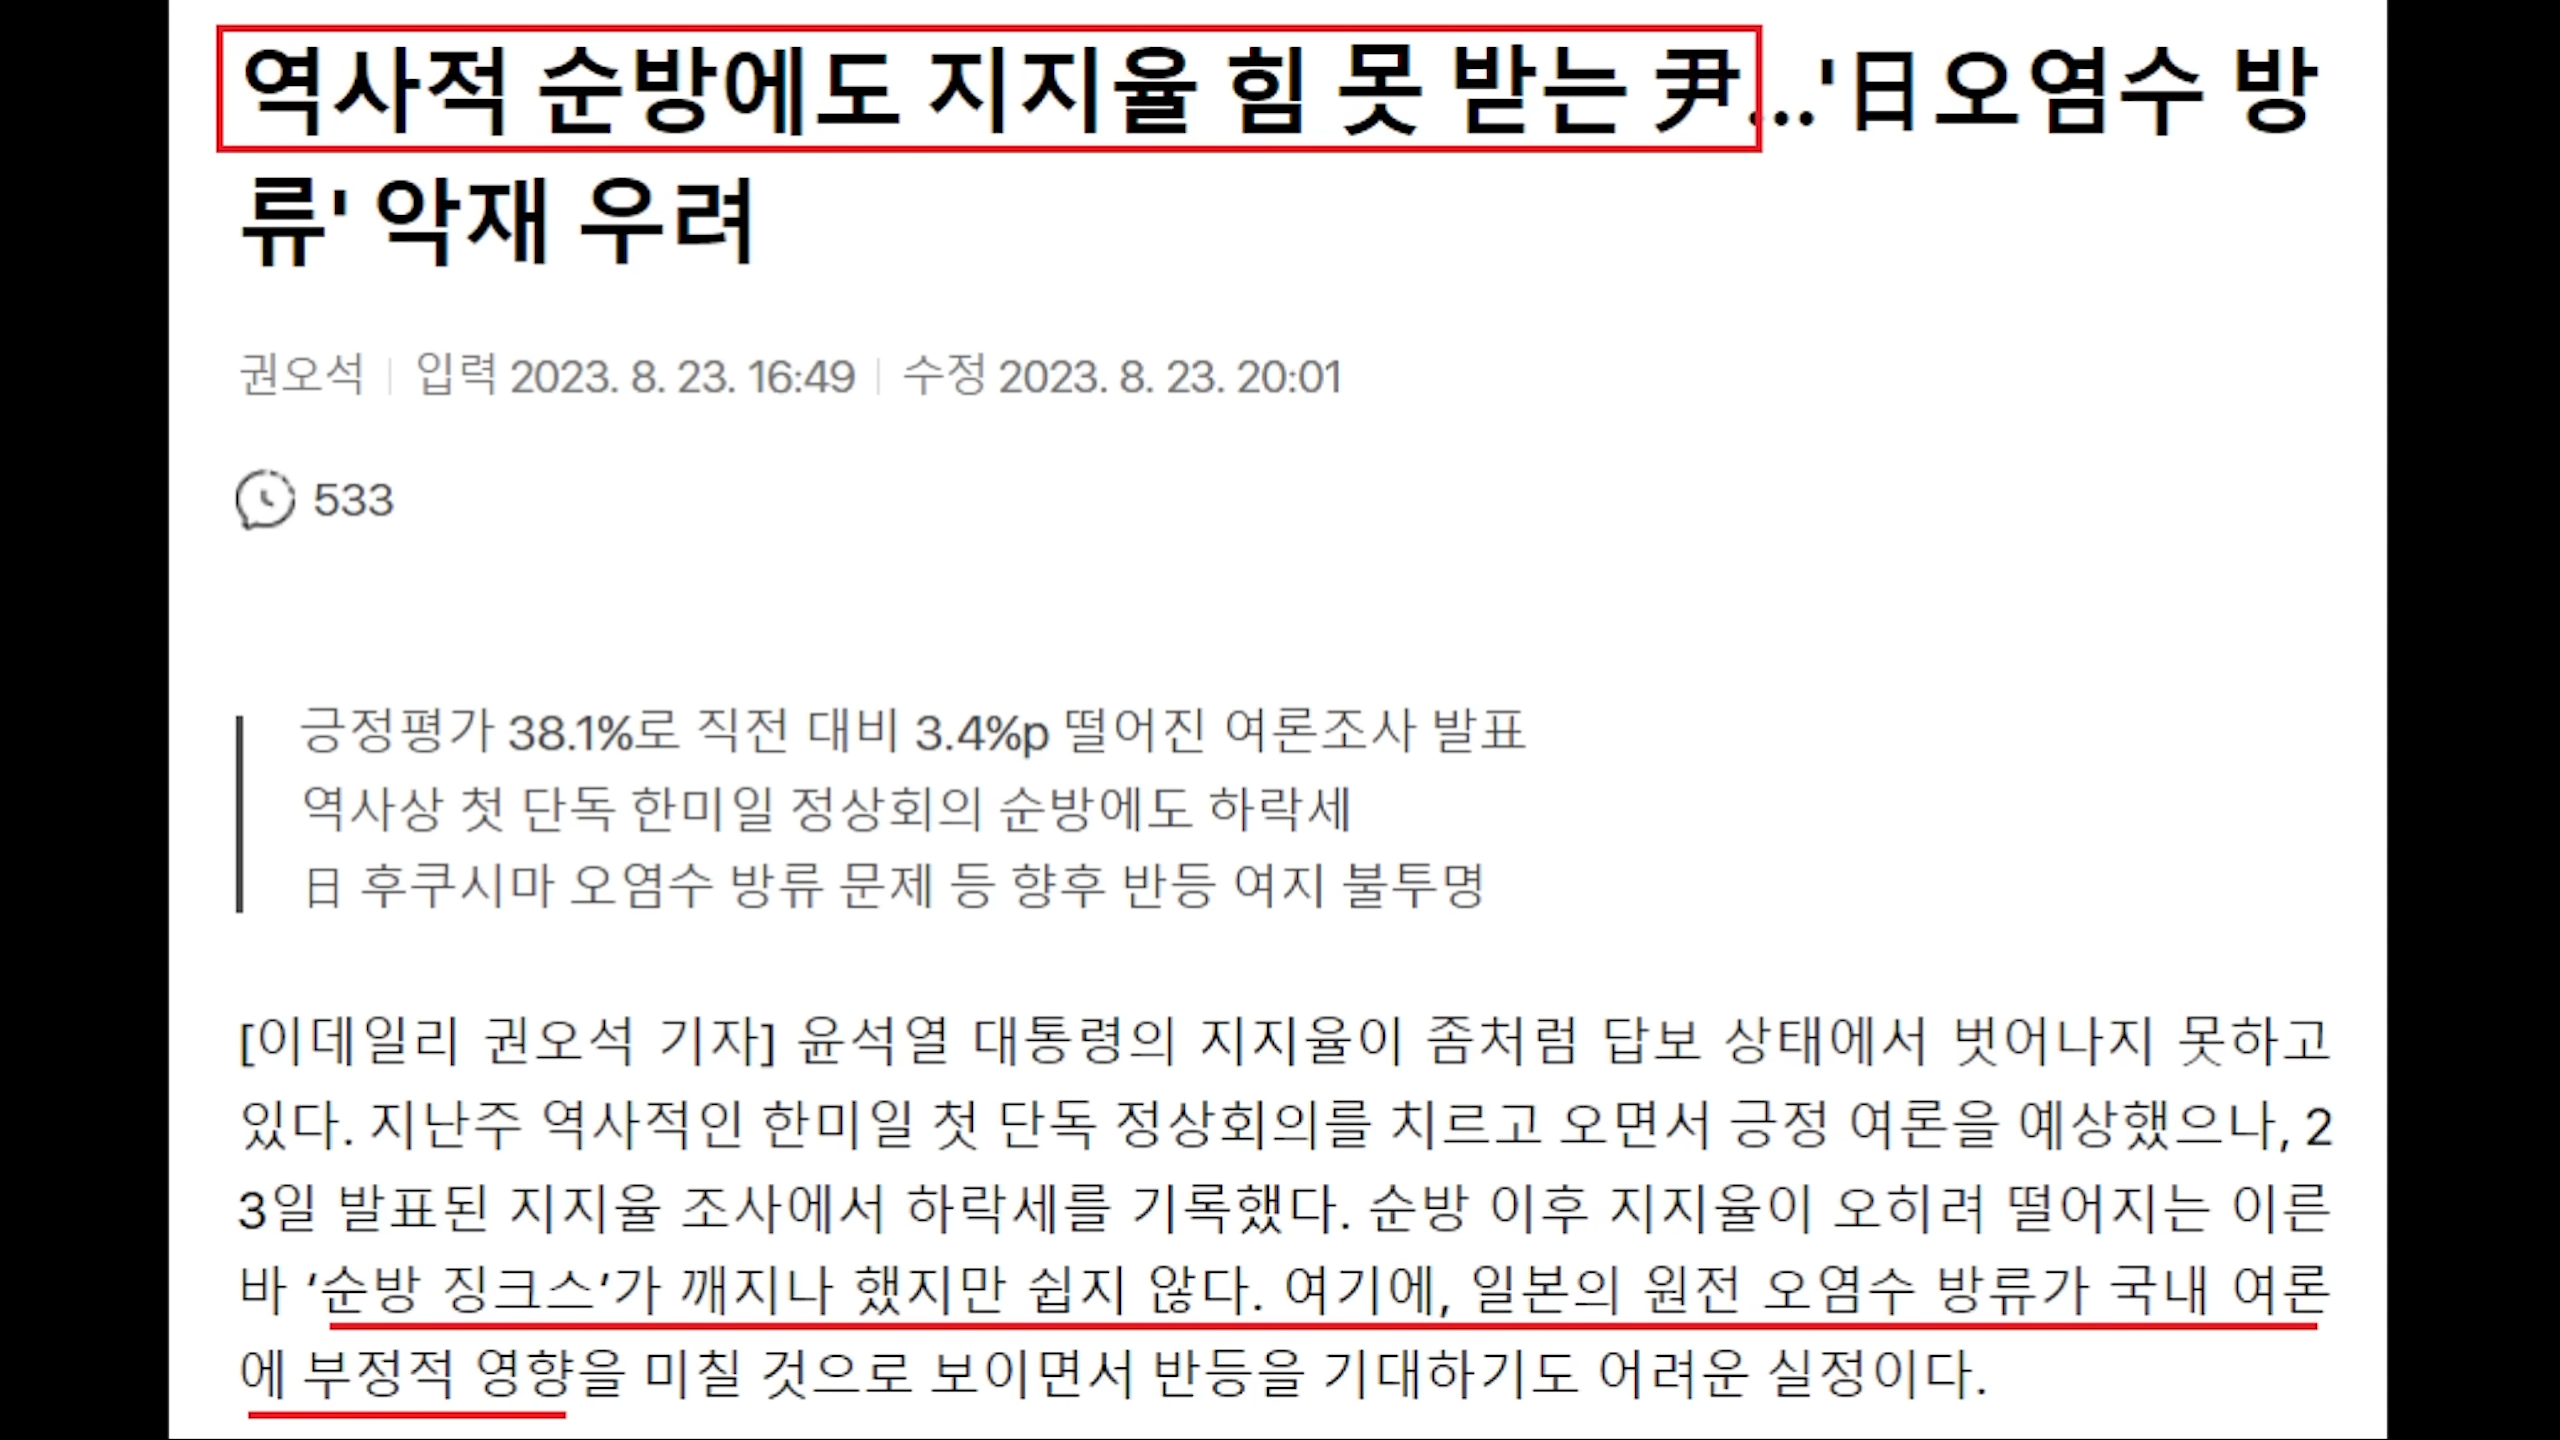 역사적 순방에도 지지율 힘 못 받는 尹...'日오염수 방
류' 악재 우려
권오석 | 입력 2023. 8. 23. 16:49 | 수정 2023. 8. 23. 20:01
533
긍정평가 38.1%로 직전 대비 3.4%p 떨어진 여론조사 발표
역사상 첫 단독 한미일 정상회의 순방에도 하락세
日 후쿠시마 오염수 방류 문제 등 향후 반등 여지 불투명
[이데일리 권오석 기자] 윤석열 대통령의 지지율이 좀처럼 답보 상태에서 벗어나지 못하고
있다. 지난주 역사적인 한미일 첫 단독 정상회의를 치르고 오면서 긍정 여론을 예상했으나, 2
3일 발표된 지지율 조사에서 하락세를 기록했다. 순방 이후 지지율이 오히려 떨어지는 이른
바 '순방 징크스'가 깨지나 했지만 쉽지 않다. 여기에, 일본의 원전 오염수 방류가 국내 여론
에 부정적 영향을 미칠 것으로 보이면서 반등을 기대하기도 어려운 실정이다.